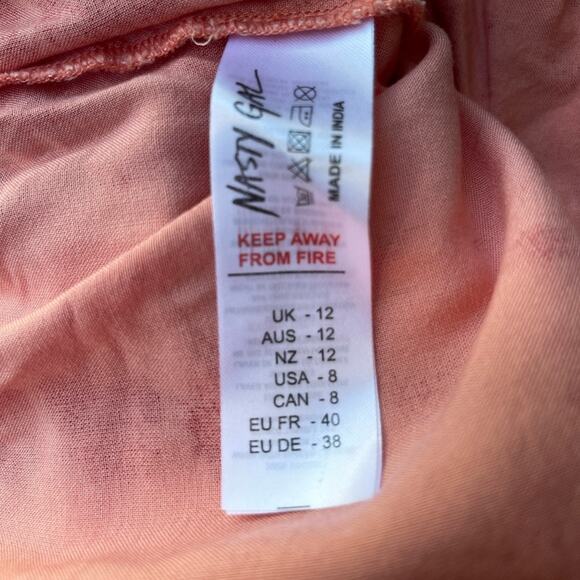 NASTY GAL
MADE IN INDIA
KEEP AWAY
FROM FIRE
UK - 12
AUS - 12
NZ - 12
USA - 8
CAN - 8
EU FR - 40
EU DE - 38